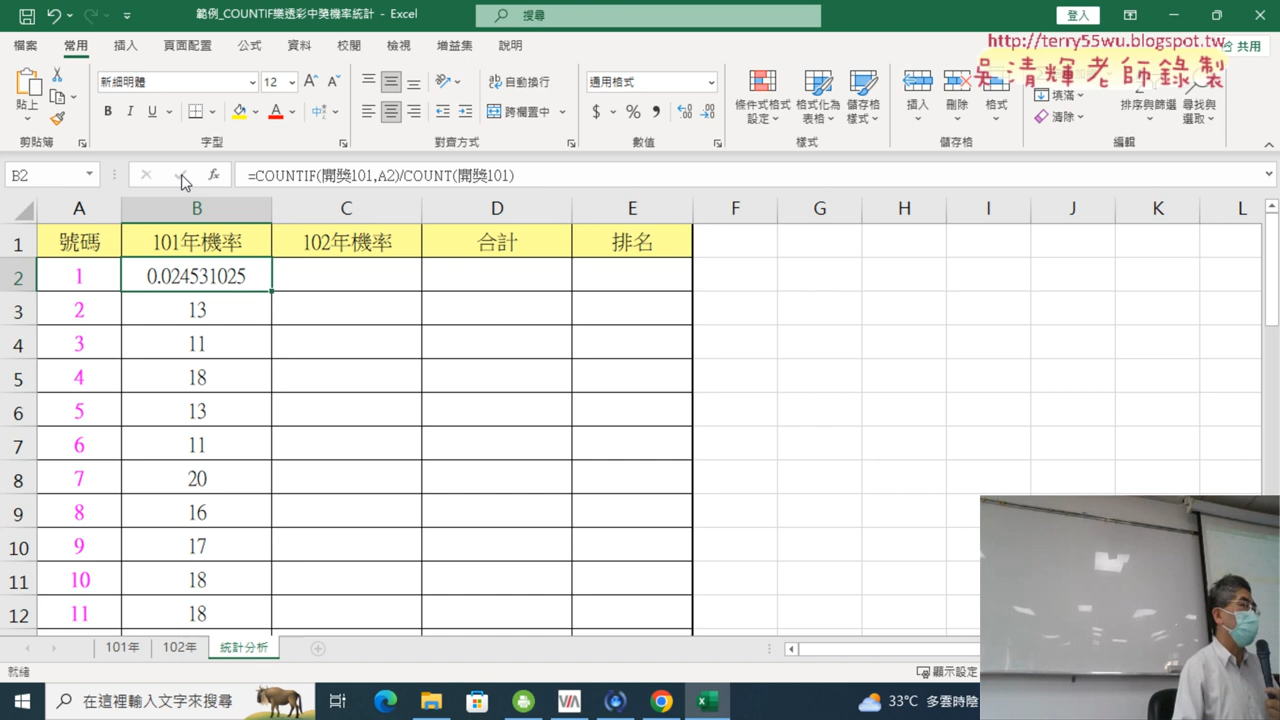 範例_COUNTIF樂透彩中獎機率統計 - Excel
搜尋
登入
檔案 常用 插入 頁面配置 公式 資料 校閱 檢視 增益集 說明
http://terry55wu.blogspot.tw
共用
吳清輝老師錄製
貼上
新細明體 12
B I U
自動換行
跨欄置中
通用格式
$ % ,
條件式格式設定
格式化為表格
儲存格樣式
插入
刪除
格式
填滿
清除
排序與篩選
尋找與選取
剪貼簿 字型 對齊方式 數值 樣式 儲存格 編輯
B2 fx =COUNTIF(開獎101,A2)/COUNT(開獎101)
A B C D E F G H I J K L
1 號碼 101年機率 102年機率 合計 排名
2 1 0.024531025
3 2 13
4 3 11
5 4 18
6 5 13
7 6 11
8 7 20
9 8 16
10 9 17
11 10 18
12 11 18
101年 102年 統計分析
就緒
顯示設定
在這裡輸入文字來搜尋
VIA
33°C 多雲時陰